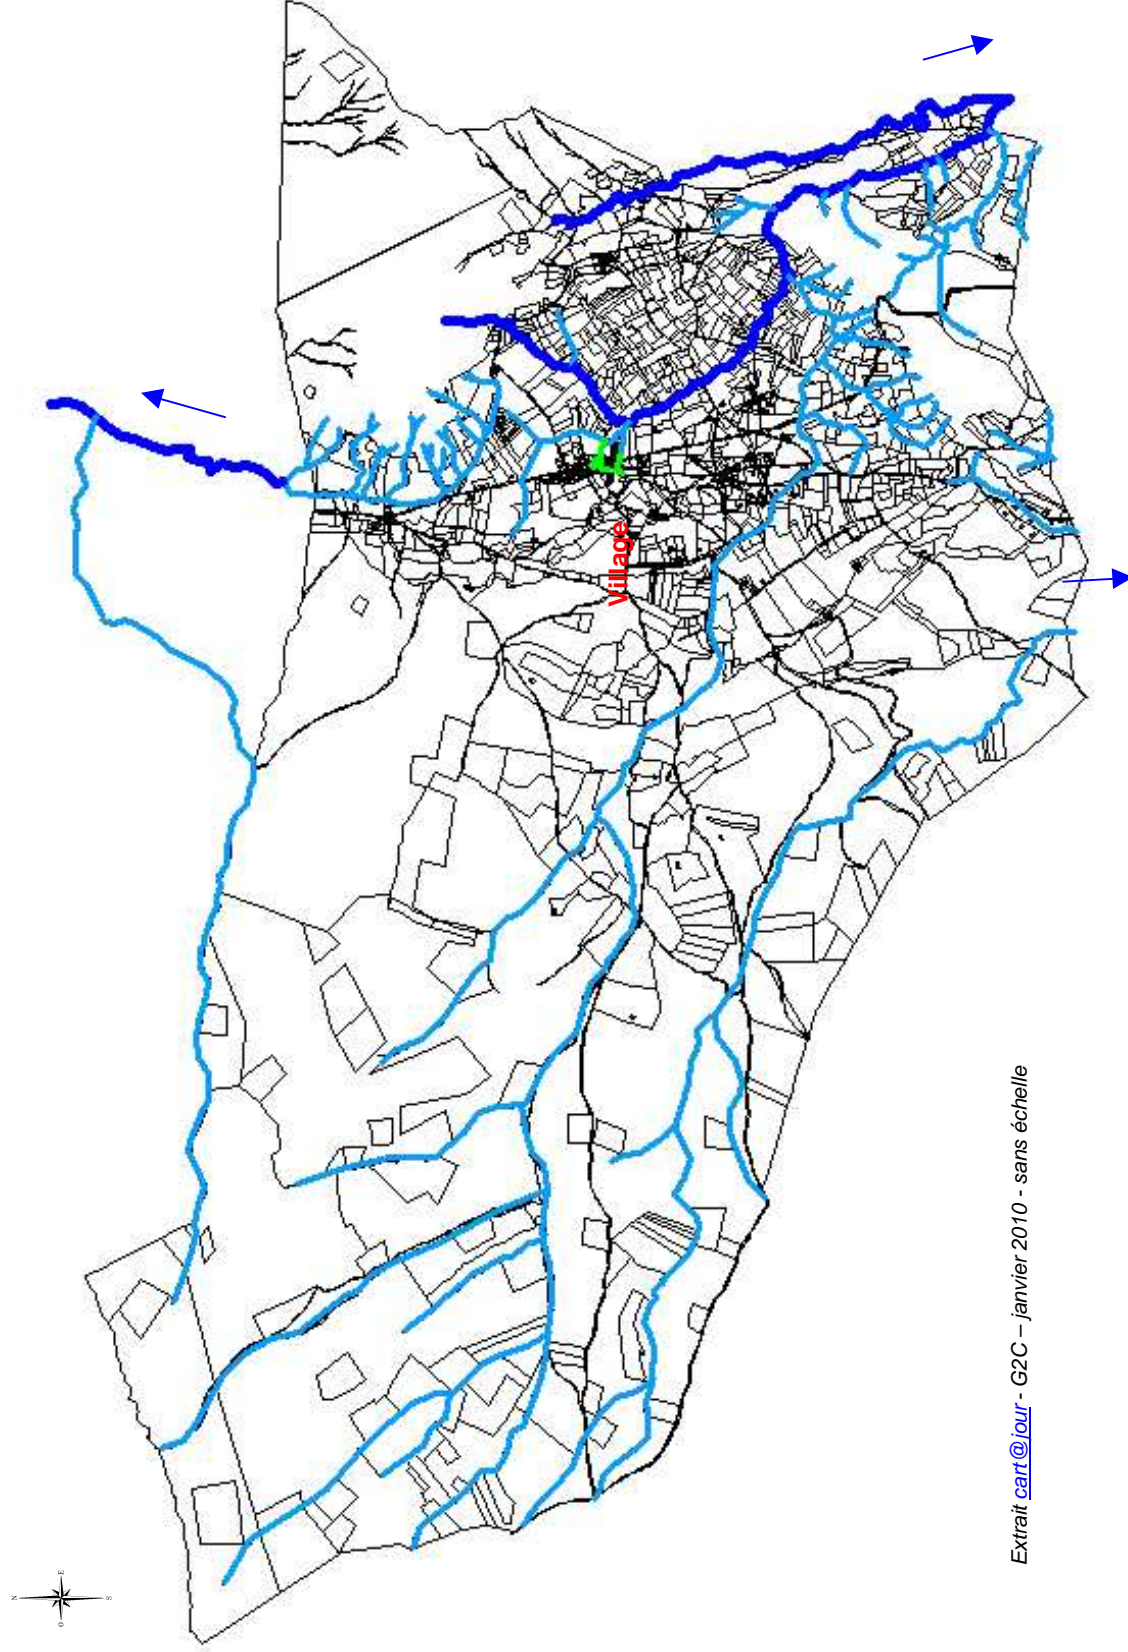 N
O E
S
Village
Extrait cart@jour - G2C – janvier 2010 - sans échelle